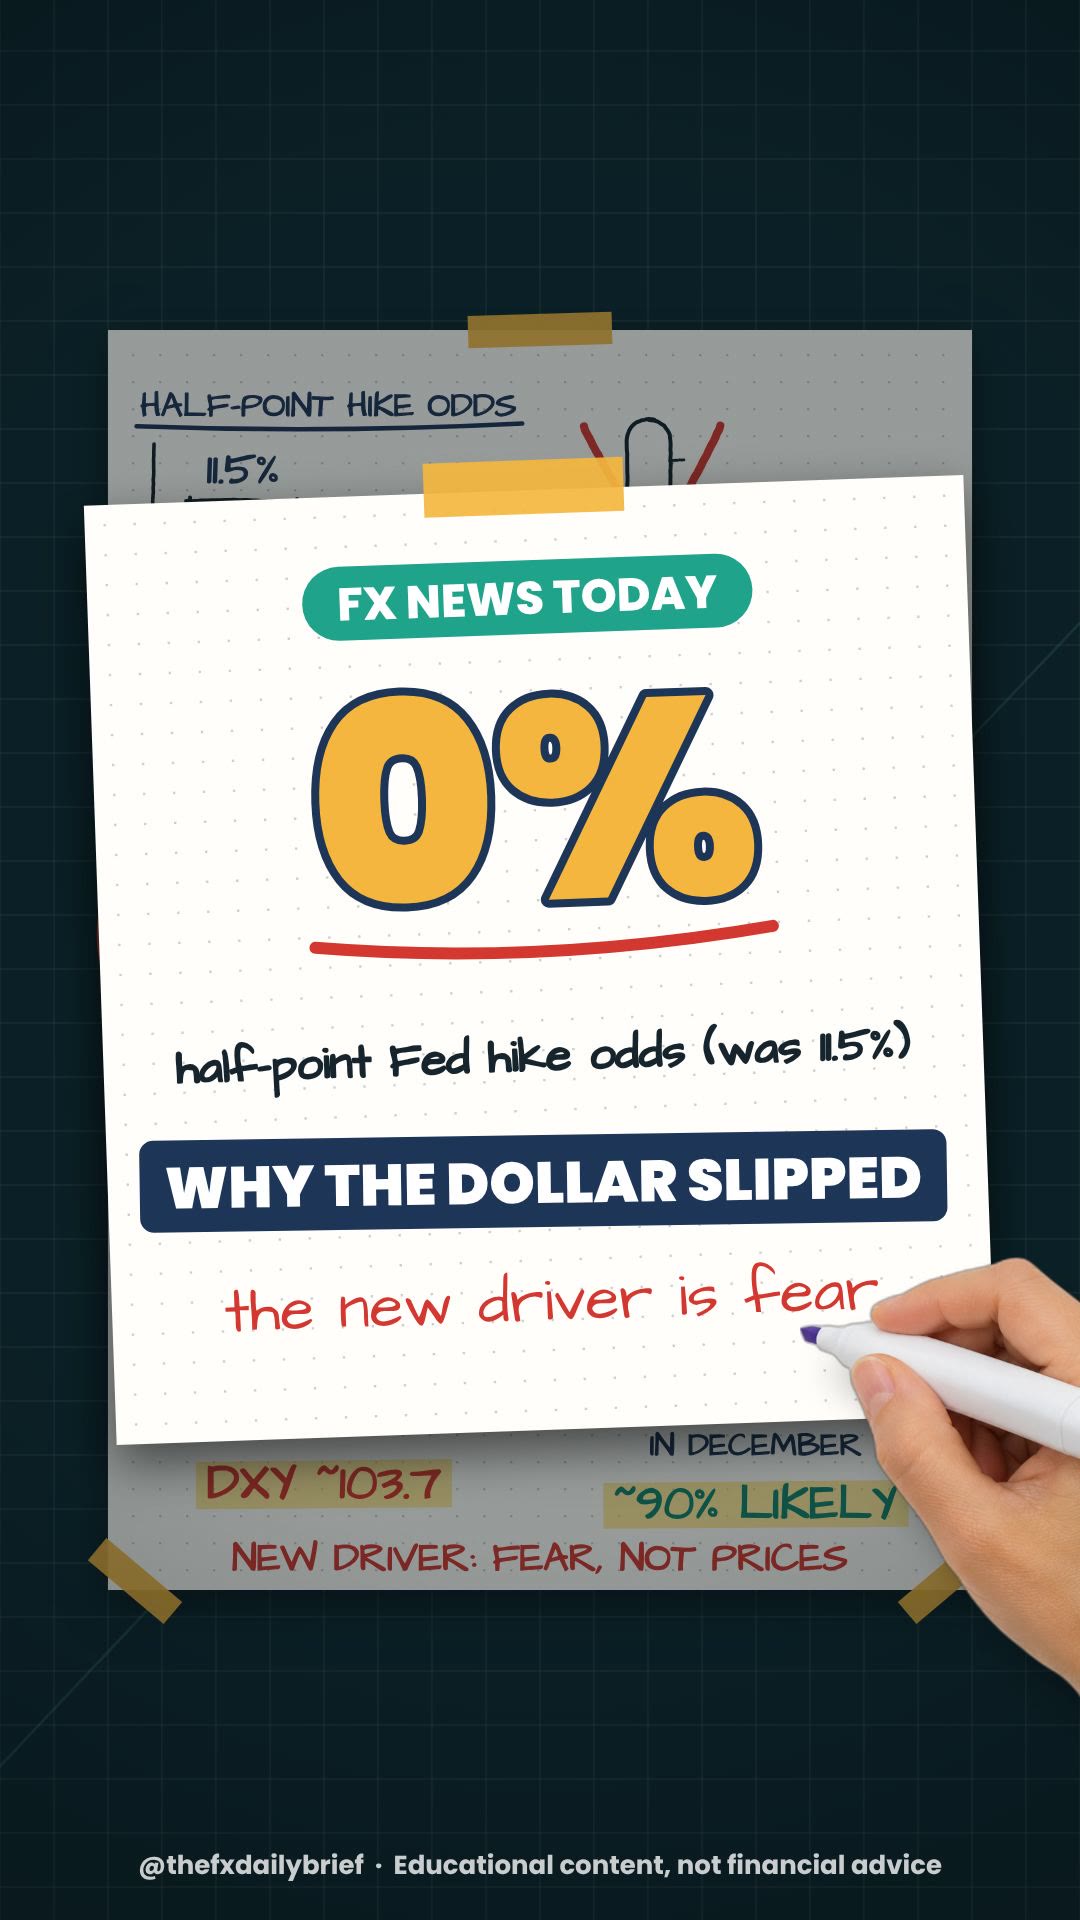 HALF-POINT HIKE ODDS
11.5%
FX NEWS TODAY
0%
half-point Fed hike odds (was 11.5%)
WHY THE DOLLAR SLIPPED
the new driver is fear
IN DECEMBER
DXY ~103.7
~90% LIKELY
NEW DRIVER: FEAR, NOT PRICES
@thefxdailybrief · Educational content, not financial advice